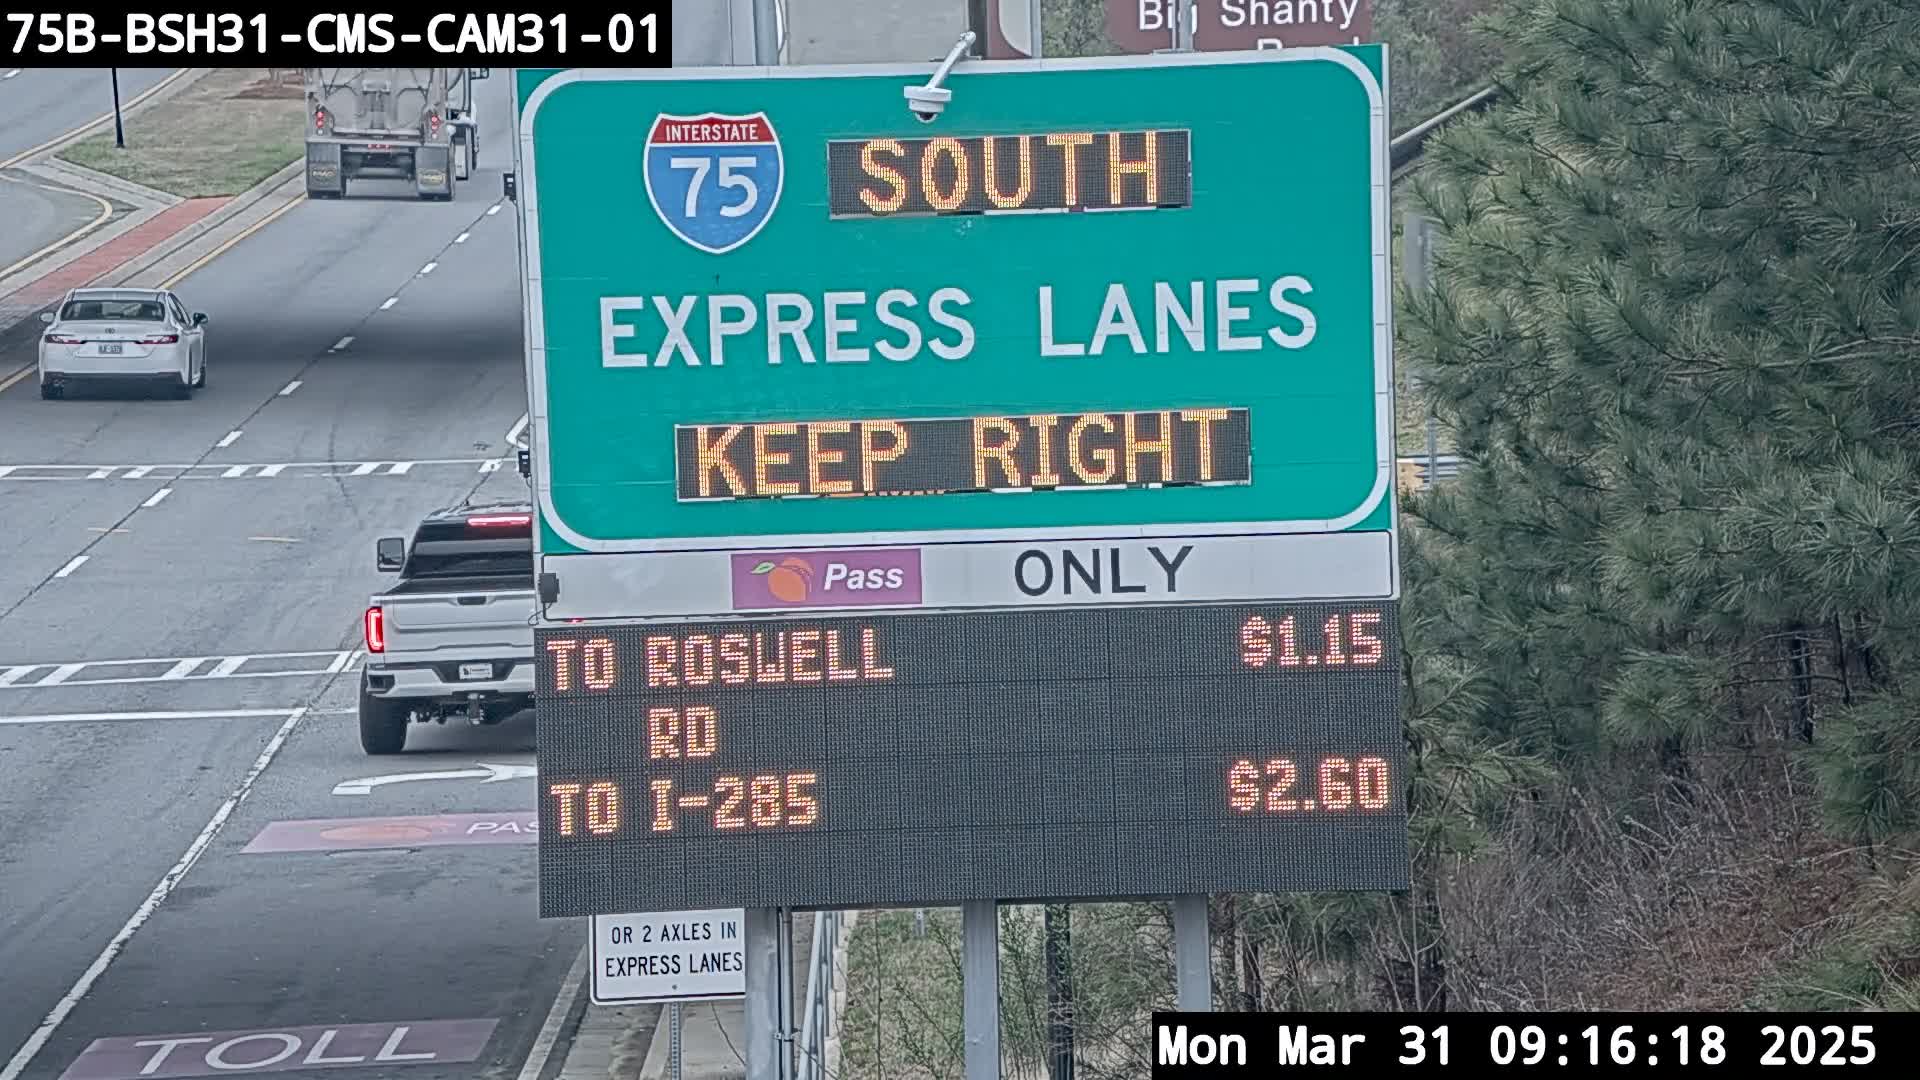 75B-BSH31-CMS-CAM31-01
Big Shanty
INTERSTATE
75
SOUTH
EXPRESS LANES
KEEP RIGHT
Pass ONLY
TO ROSWELL $1.15
RD
TO I-285 $2.60
PAS
OR 2 AXLES IN
EXPRESS LANES
TOLL
Mon Mar 31 09:16:18 2025